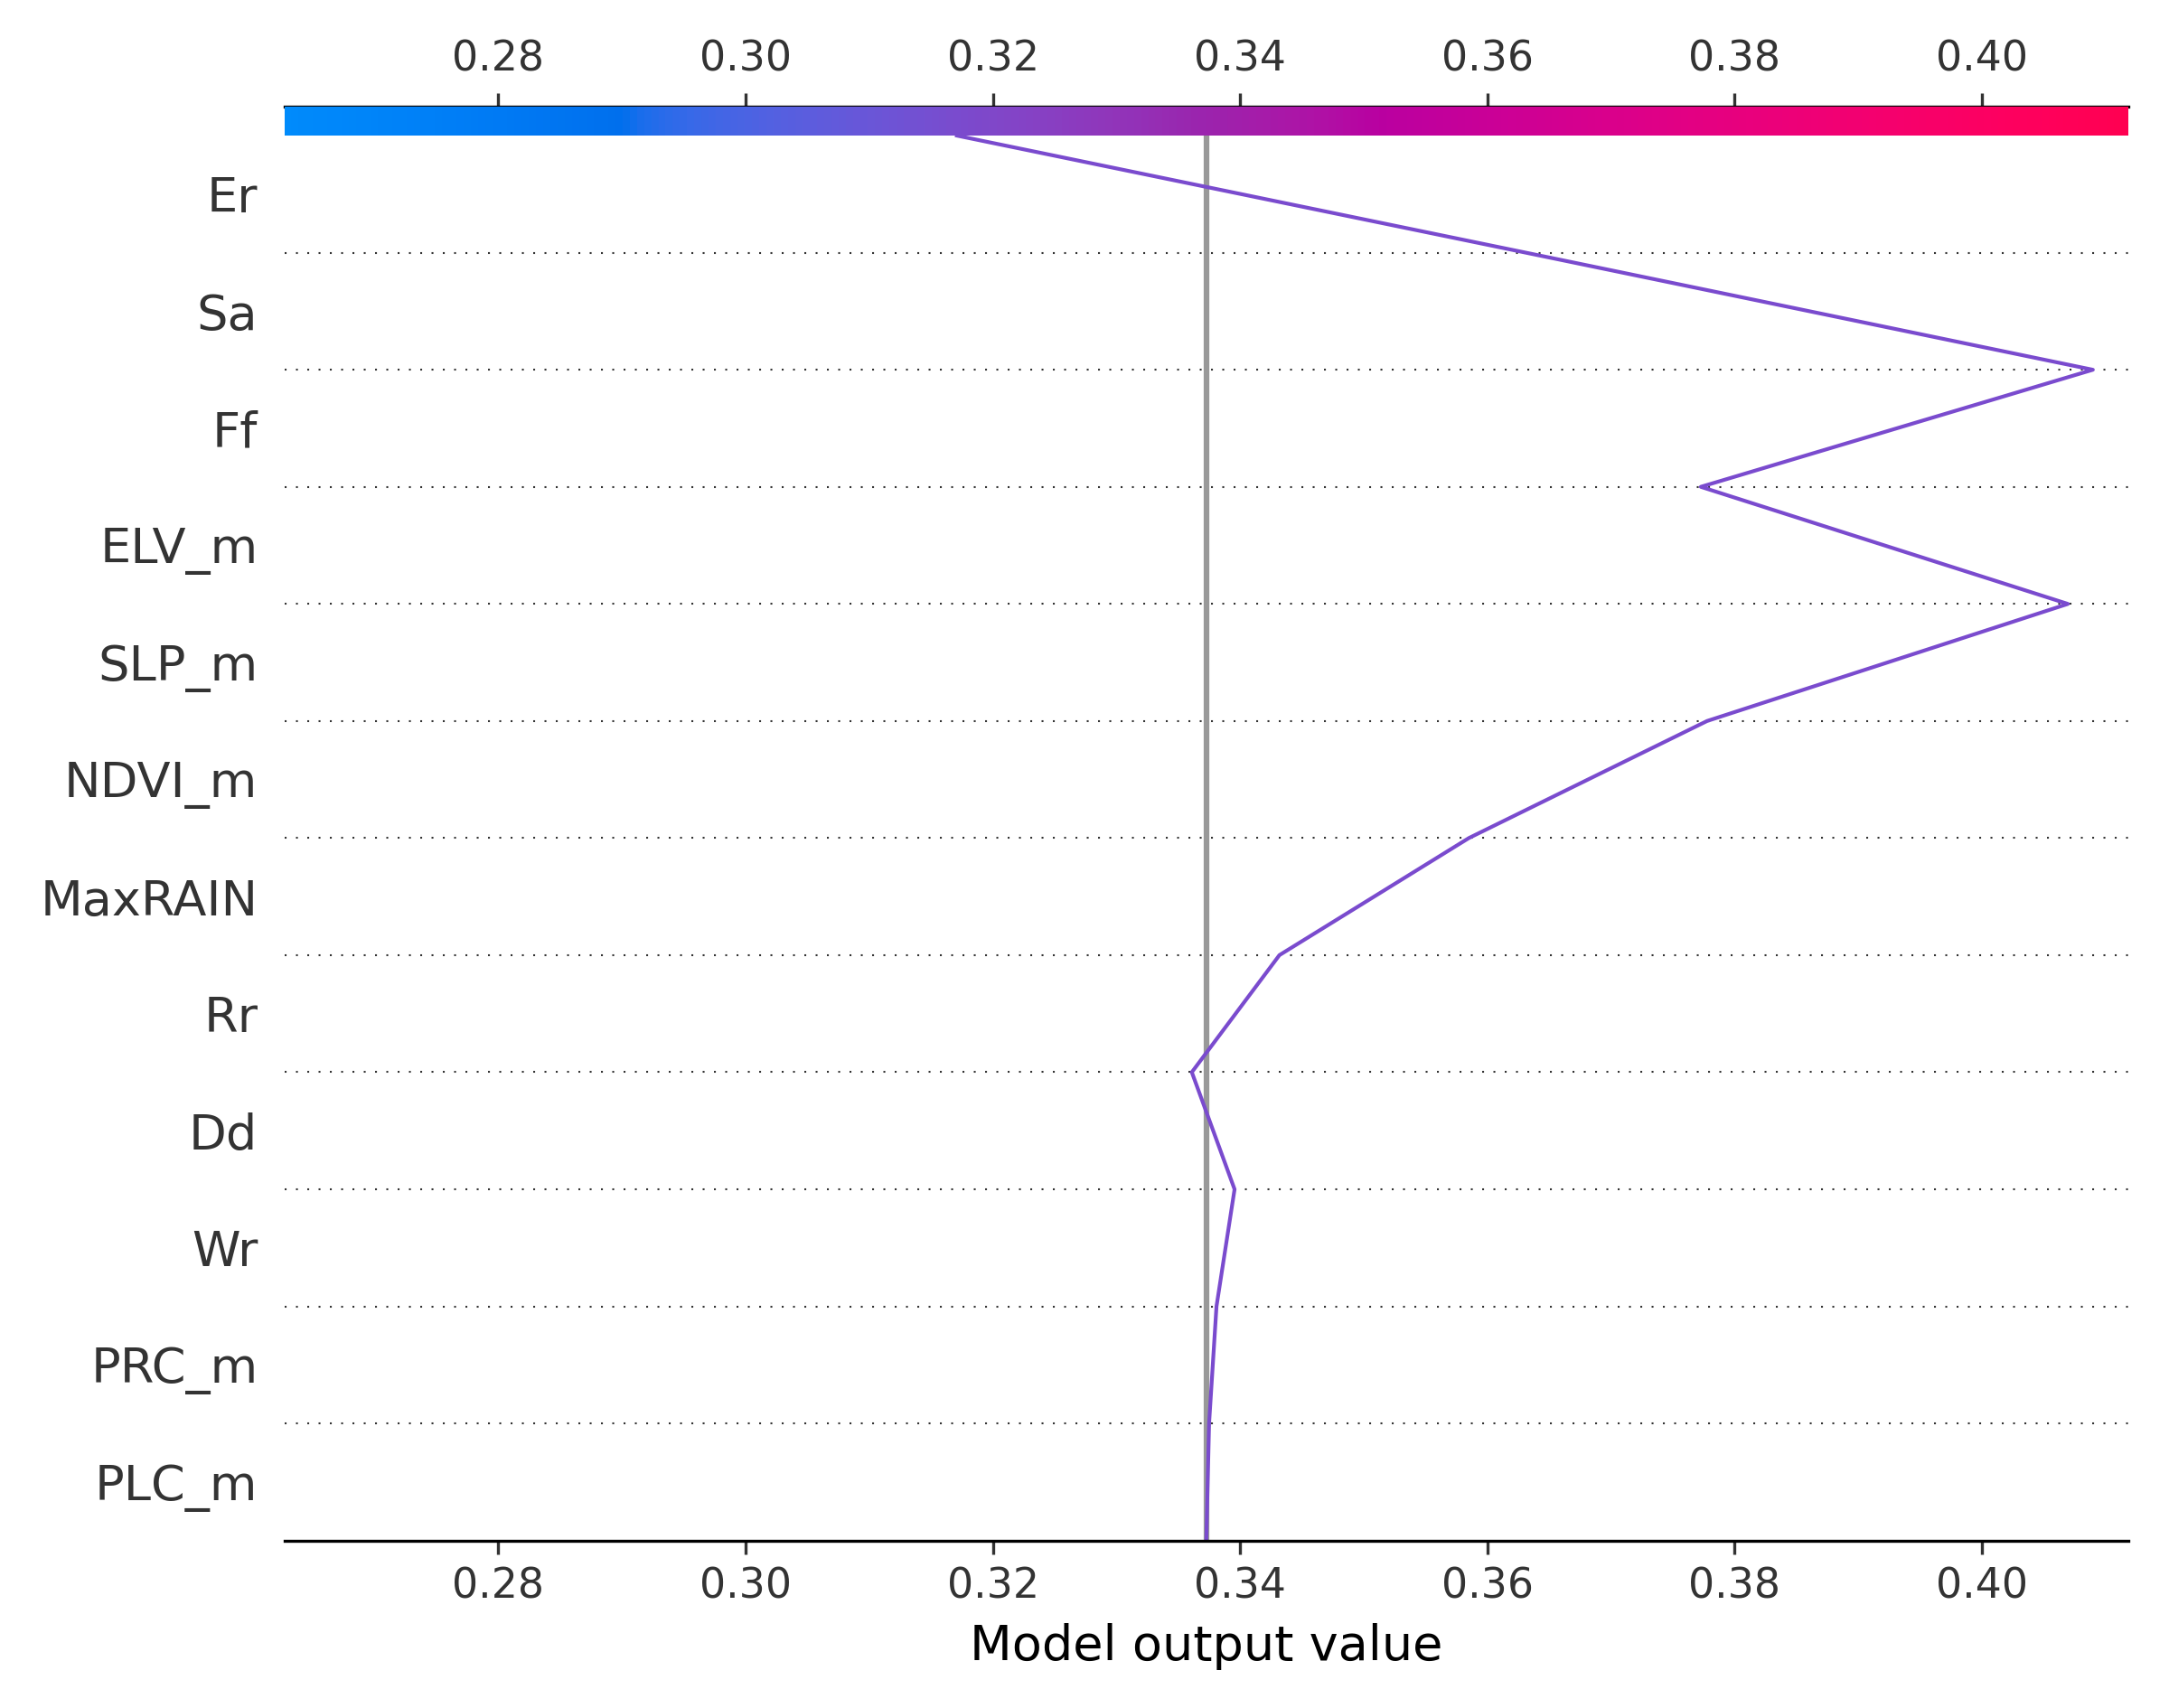 0.28 0.30 0.32 0.34 0.36 0.38 0.40
Er
Sa
Ff
ELV_m
SLP_m
NDVI_m
MaxRAIN
Rr
Dd
Wr
PRC_m
PLC_m
0.28 0.30 0.32 0.34 0.36 0.38 0.40
Model output value